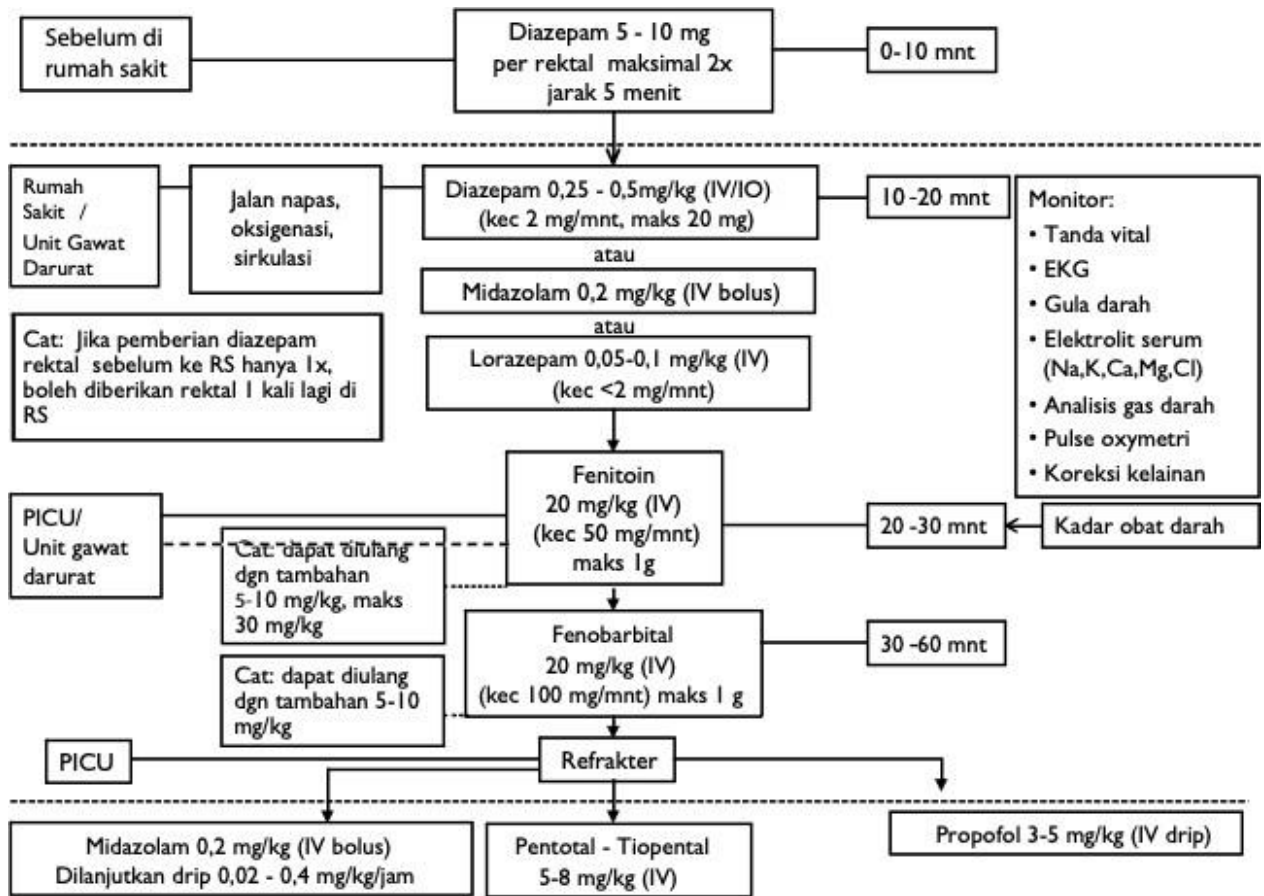 Sebelum di
rumah sakit
Diazepam 5 - 10 mg
per rektal maksimal 2x
jarak 5 menit
0-10 mnt
Rumah
Sakit /
Unit Gawat
Darurat
Jalan napas,
oksigenasi,
sirkulasi
Diazepam 0,25 - 0,5mg/kg (IV/IO)
(kec 2 mg/mnt, maks 20 mg)
atau
Midazolam 0,2 mg/kg (IV bolus)
atau
Lorazepam 0,05-0,1 mg/kg (IV)
(kec <2 mg/mnt)
10 -20 mnt
Monitor:
• Tanda vital
• EKG
• Gula darah
• Elektrolit serum
(Na,K,Ca,Mg,Cl)
• Analisis gas darah
• Pulse oxymetri
• Koreksi kelainan
Cat: Jika pemberian diazepam
rektal sebelum ke RS hanya 1x,
boleh diberikan rektal 1 kali lagi di
RS
PICU/
Unit gawat
darurat
Fenitoin
20 mg/kg (IV)
(kec 50 mg/mnt)
maks 1g
20 -30 mnt
Kadar obat darah
Cat: dapat diulang
dgn tambahan
5-10 mg/kg, maks
30 mg/kg
Fenobarbital
20 mg/kg (IV)
(kec 100 mg/mnt) maks 1 g
30 -60 mnt
Cat: dapat diulang
dgn tambahan 5-10
mg/kg
PICU
Refrakter
Midazolam 0,2 mg/kg (IV bolus)
Dilanjutkan drip 0,02 - 0,4 mg/kg/jam
Pentotal - Tiopental
5-8 mg/kg (IV)
Propofol 3-5 mg/kg (IV drip)